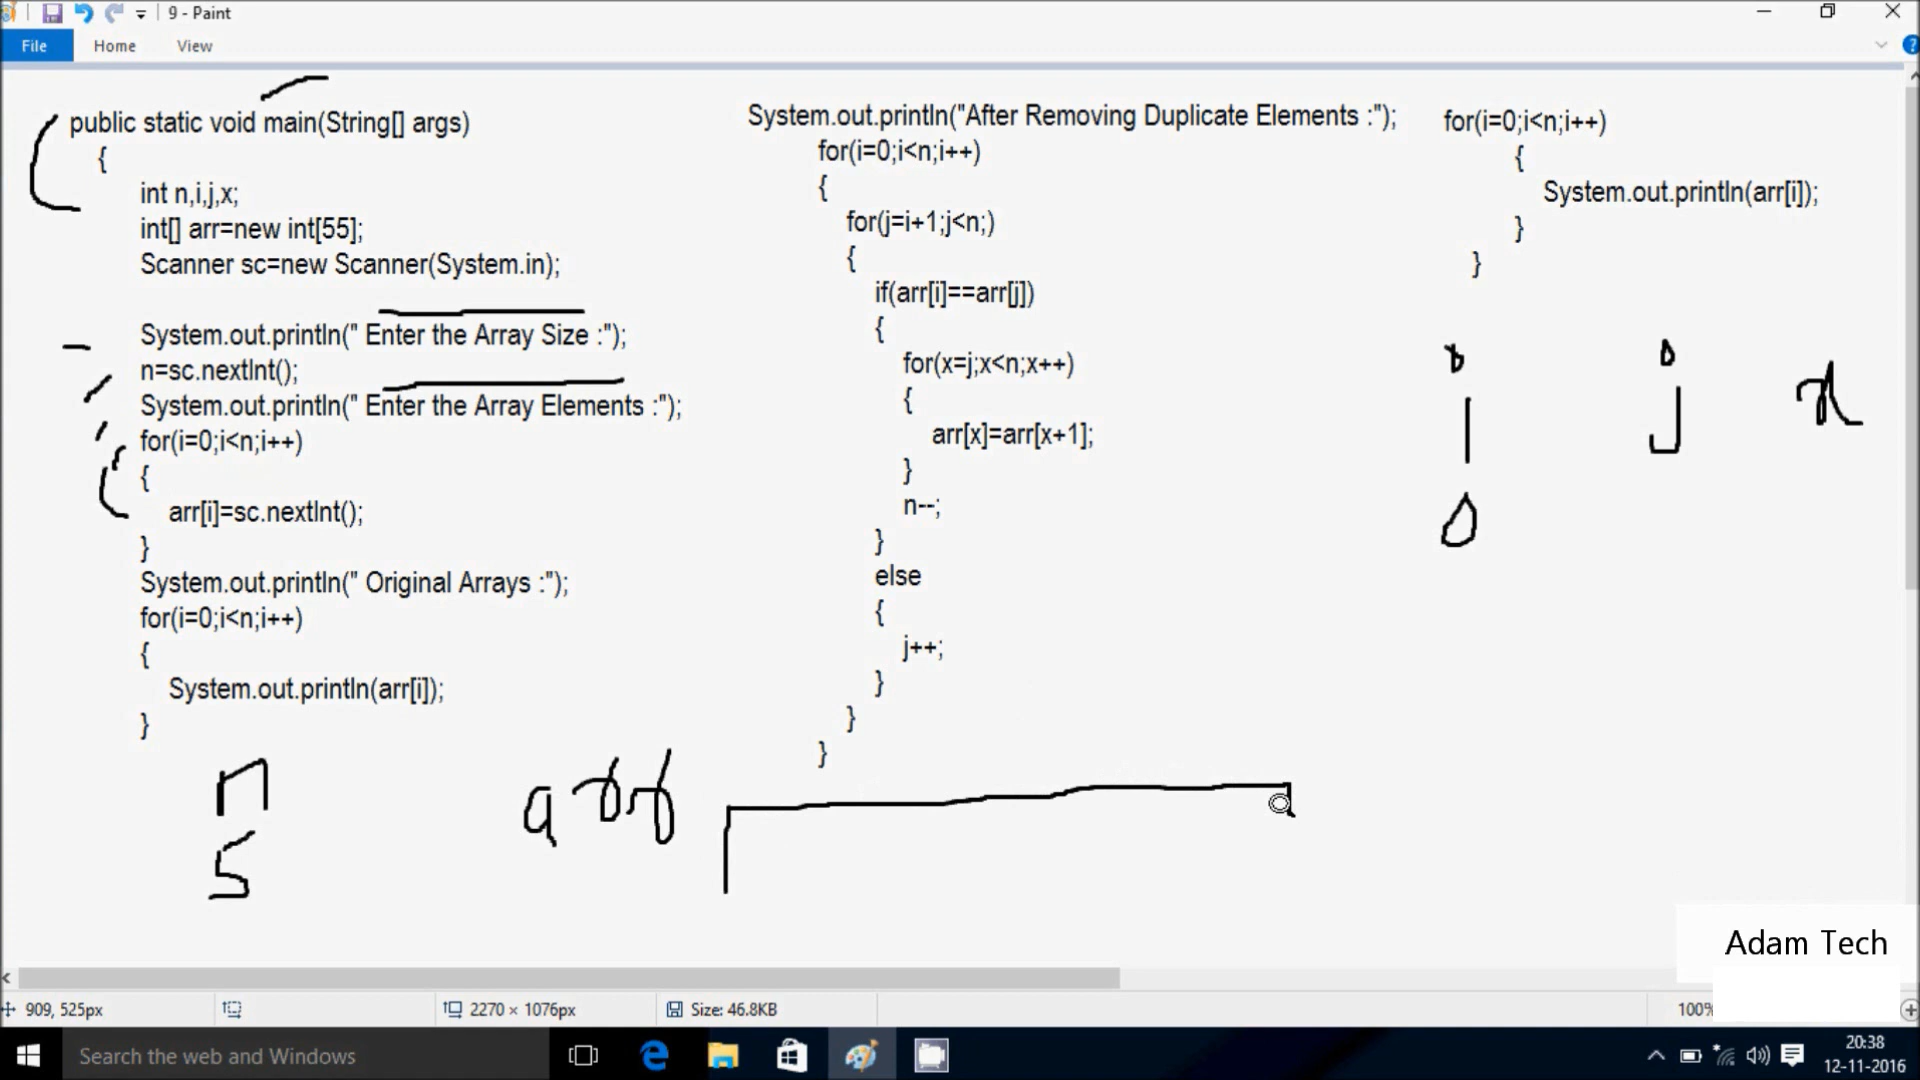 9 - Paint
File Home View
public static void main(String[] args)
{
int n,i,j,x;
int[] arr=new int[55];
Scanner sc=new Scanner(System.in);
System.out.println(" Enter the Array Size :");
n=sc.nextInt();
System.out.println(" Enter the Array Elements :");
for(i=0;i<n;i++)
{
arr[i]=sc.nextInt();
}
System.out.println(" Original Arrays :");
for(i=0;i<n;i++)
{
System.out.println(arr[i]);
}
n
5
arr
System.out.println("After Removing Duplicate Elements :");
for(i=0;i<n;i++)
{
for(j=i+1;j<n;)
{
if(arr[i]==arr[j])
{
for(x=j;x<n;x++)
{
arr[x]=arr[x+1];
}
n--;
}
else
{
j++;
}
}
}
for(i=0;i<n;i++)
{
System.out.println(arr[i]);
}
}
i j x
0
Adam Tech
909, 525px 2270 × 1076px Size: 46.8KB 100%
Search the web and Windows
20:38
12-11-2016